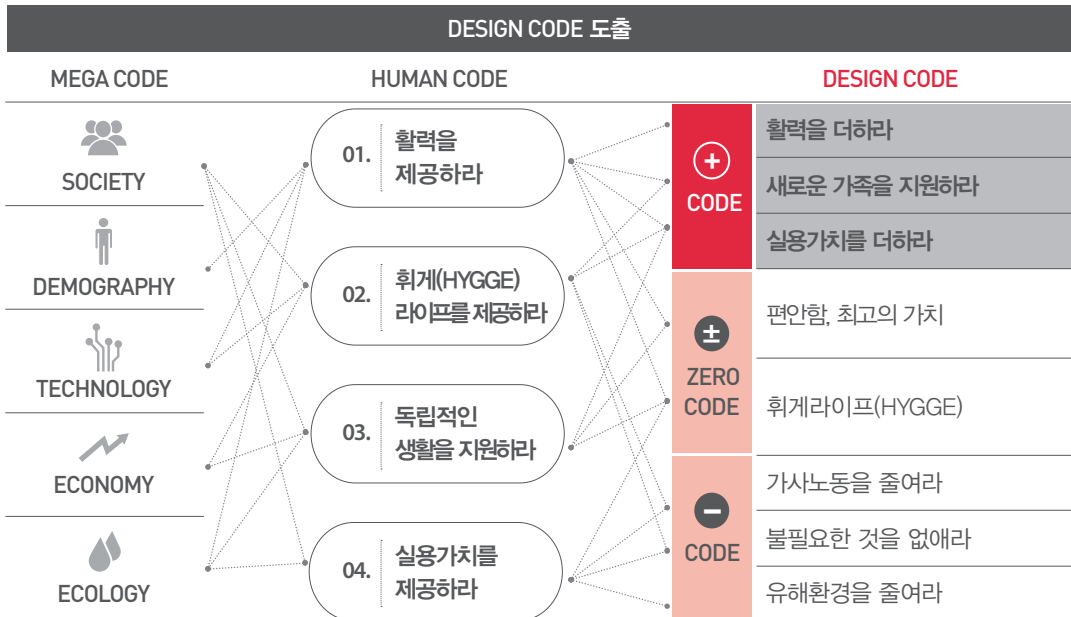 DESIGN CODE 도출
MEGA CODE
HUMAN CODE
DESIGN CODE
SOCIETY
DEMOGRAPHY
TECHNOLOGY
ECONOMY
ECOLOGY
01. 활력을
제공하라
02. 휘게(HYGGE)
라이프를 제공하라
03. 독립적인
생활을 지원하라
04. 실용가치를
제공하라
+
CODE
활력을 더하라
새로운 가족을 지원하라
실용가치를 더하라
±
ZERO
CODE
편안함, 최고의 가치
휘게라이프(HYGGE)
−
CODE
가사노동을 줄여라
불필요한 것을 없애라
유해환경을 줄여라